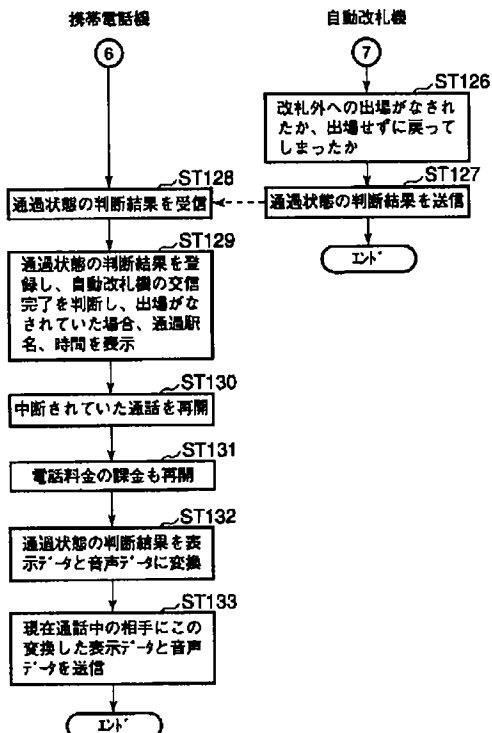 携帯電話機
自動改札機
6
7
ST126
改札外への出場がなされ
たか、出場せずに戻って
しまったか
ST127
通過状態の判断結果を送信
エンド
ST128
通過状態の判断結果を受信
ST129
通過状態の判断結果を登
録し、自動改札機の交信
完了を判断し、出場がな
されていた場合、通過駅
名、時間を表示
ST130
中断されていた通話を再開
ST131
電話料金の課金も再開
ST132
通過状態の判断結果を表
示データと音声データに変換
ST133
現在通話中の相手にこの
変換した表示データと音声
データを送信
エンド